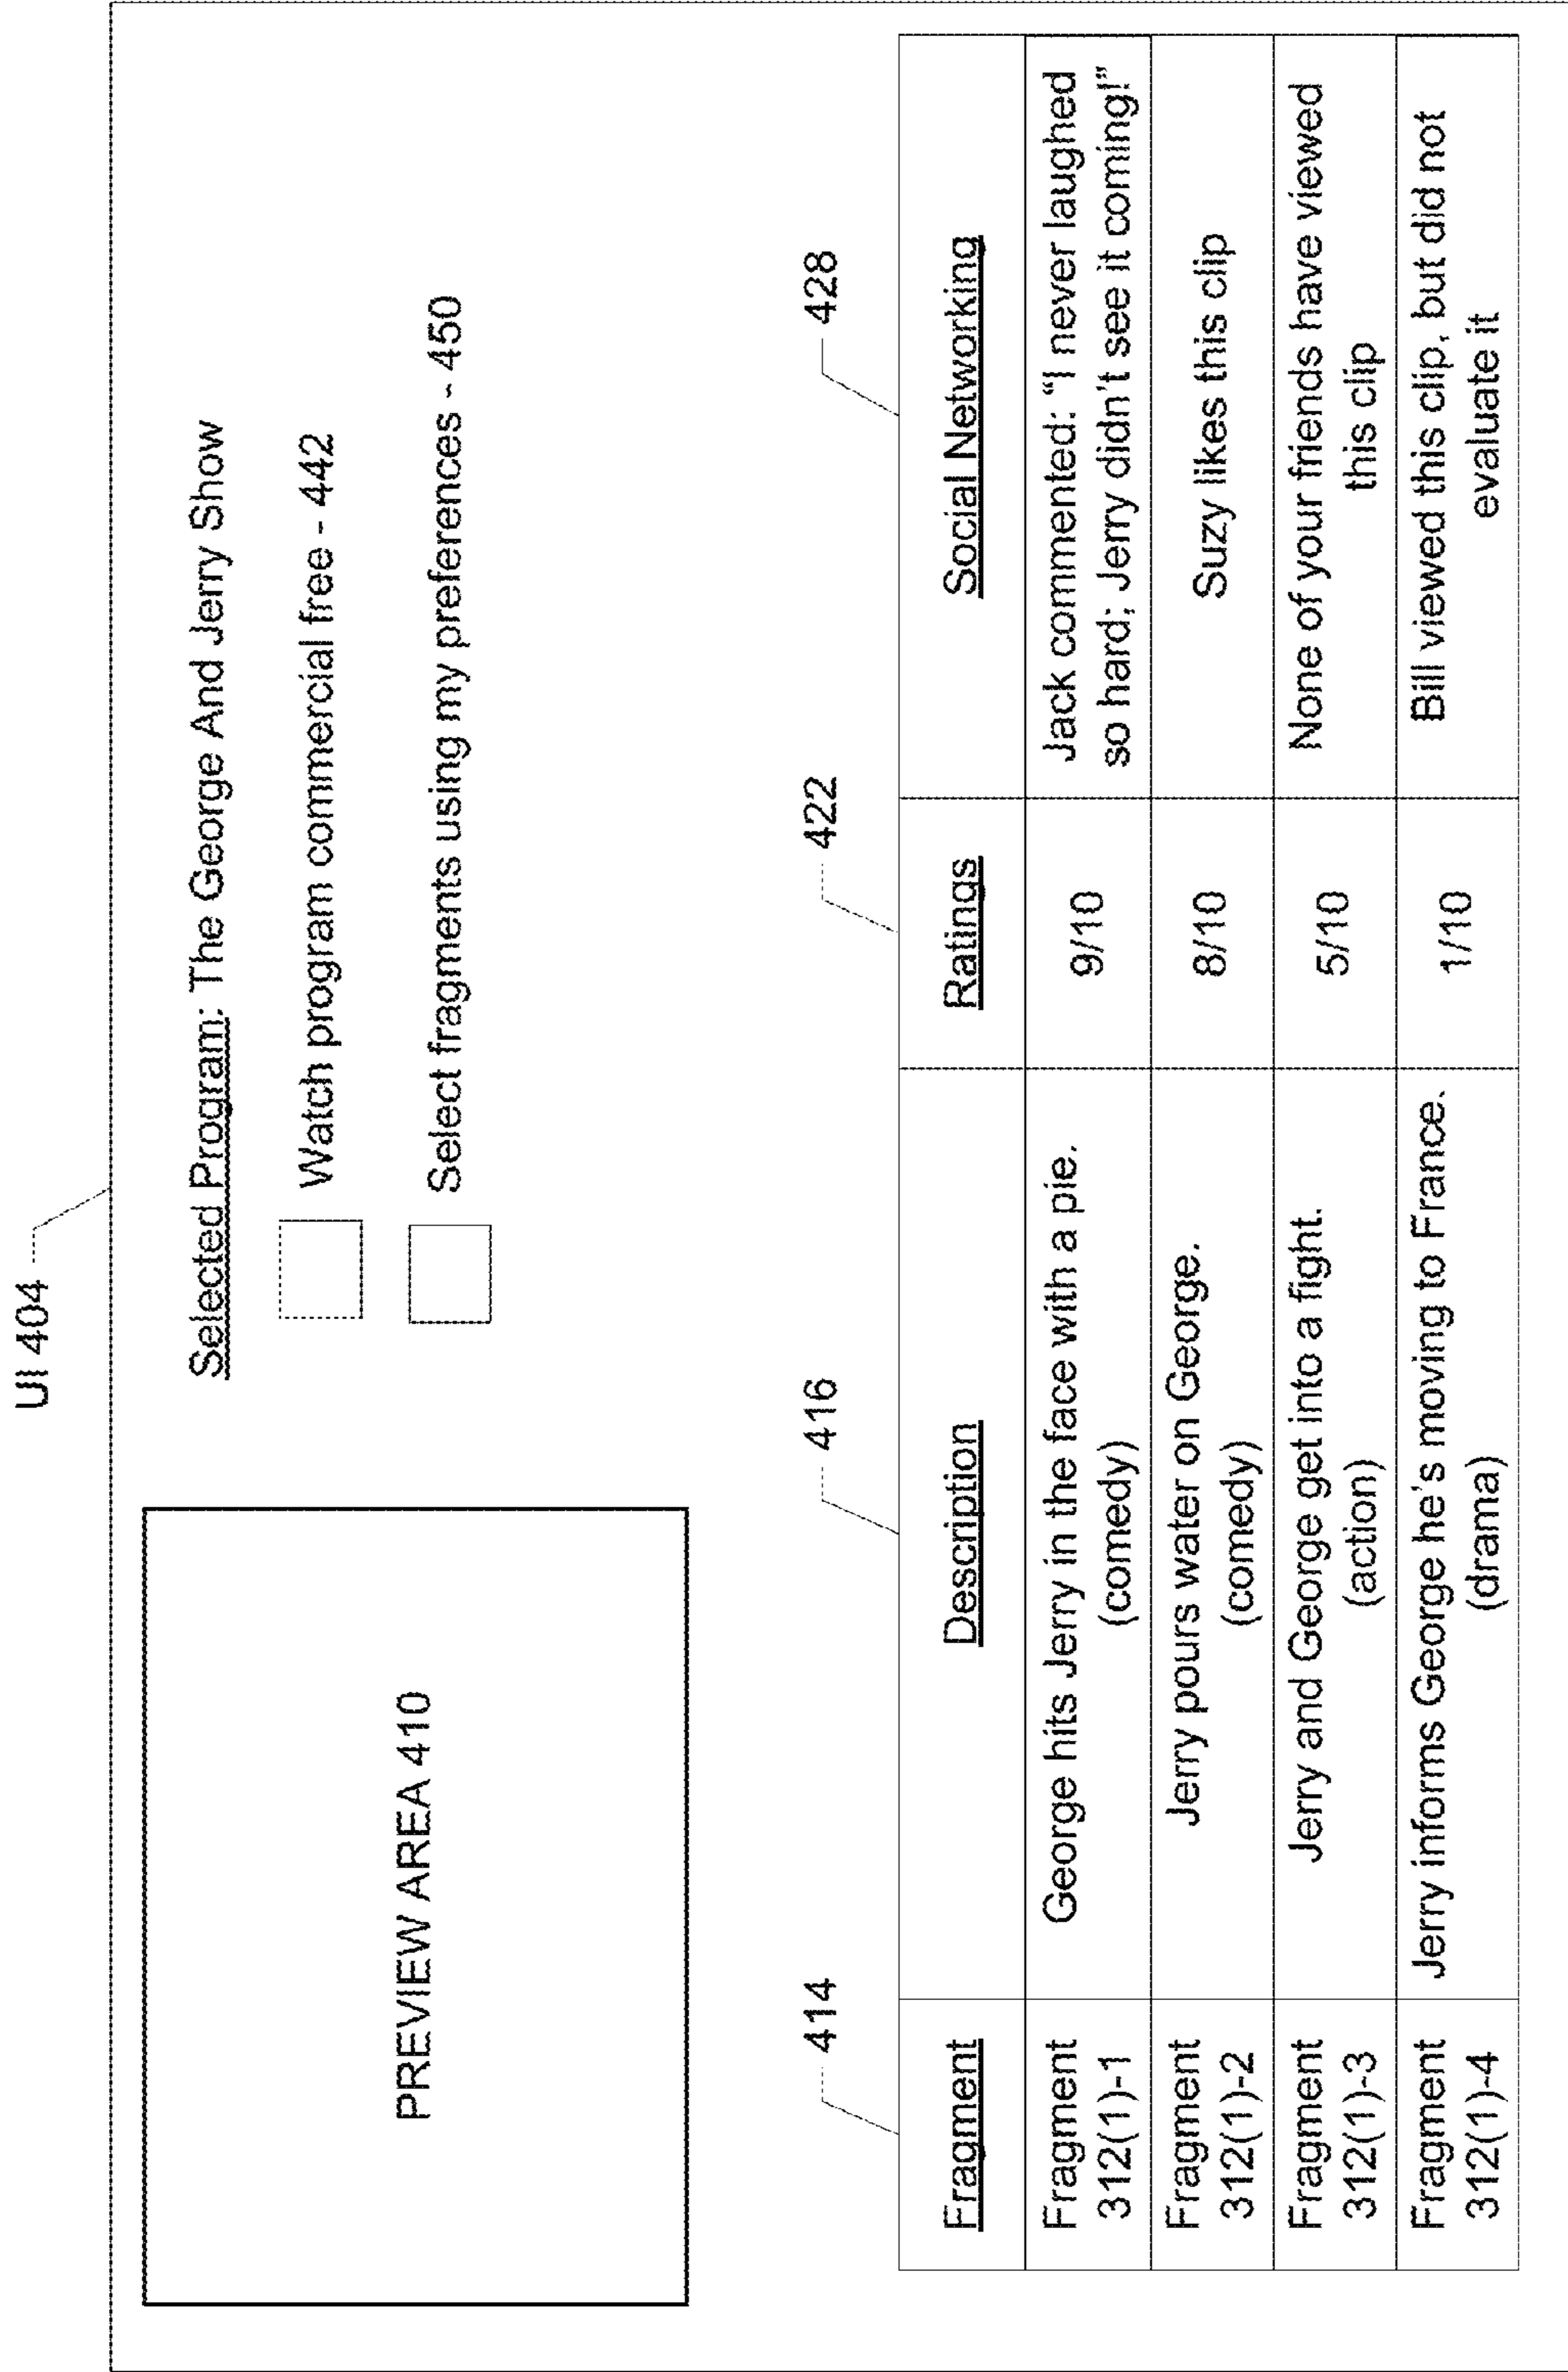 UI 404
PREVIEW AREA 410
Selected Program: The George And Jerry Show
Watch program commercial free - 442
Select fragments using my preferences - 450
414
416
422
428
Fragment
Description
Ratings
Social Networking
Fragment
312(1)-1
George hits Jerry in the face with a pie.
(comedy)
9/10
Jack commented: "I never laughed
so hard; Jerry didn't see it coming!"
Fragment
312(1)-2
Jerry pours water on George.
(comedy)
8/10
Suzy likes this clip
Fragment
312(1)-3
Jerry and George get into a fight.
(action)
5/10
None of your friends have viewed
this clip
Fragment
312(1)-4
Jerry informs George he's moving to France.
(drama)
1/10
Bill viewed this clip, but did not
evaluate it